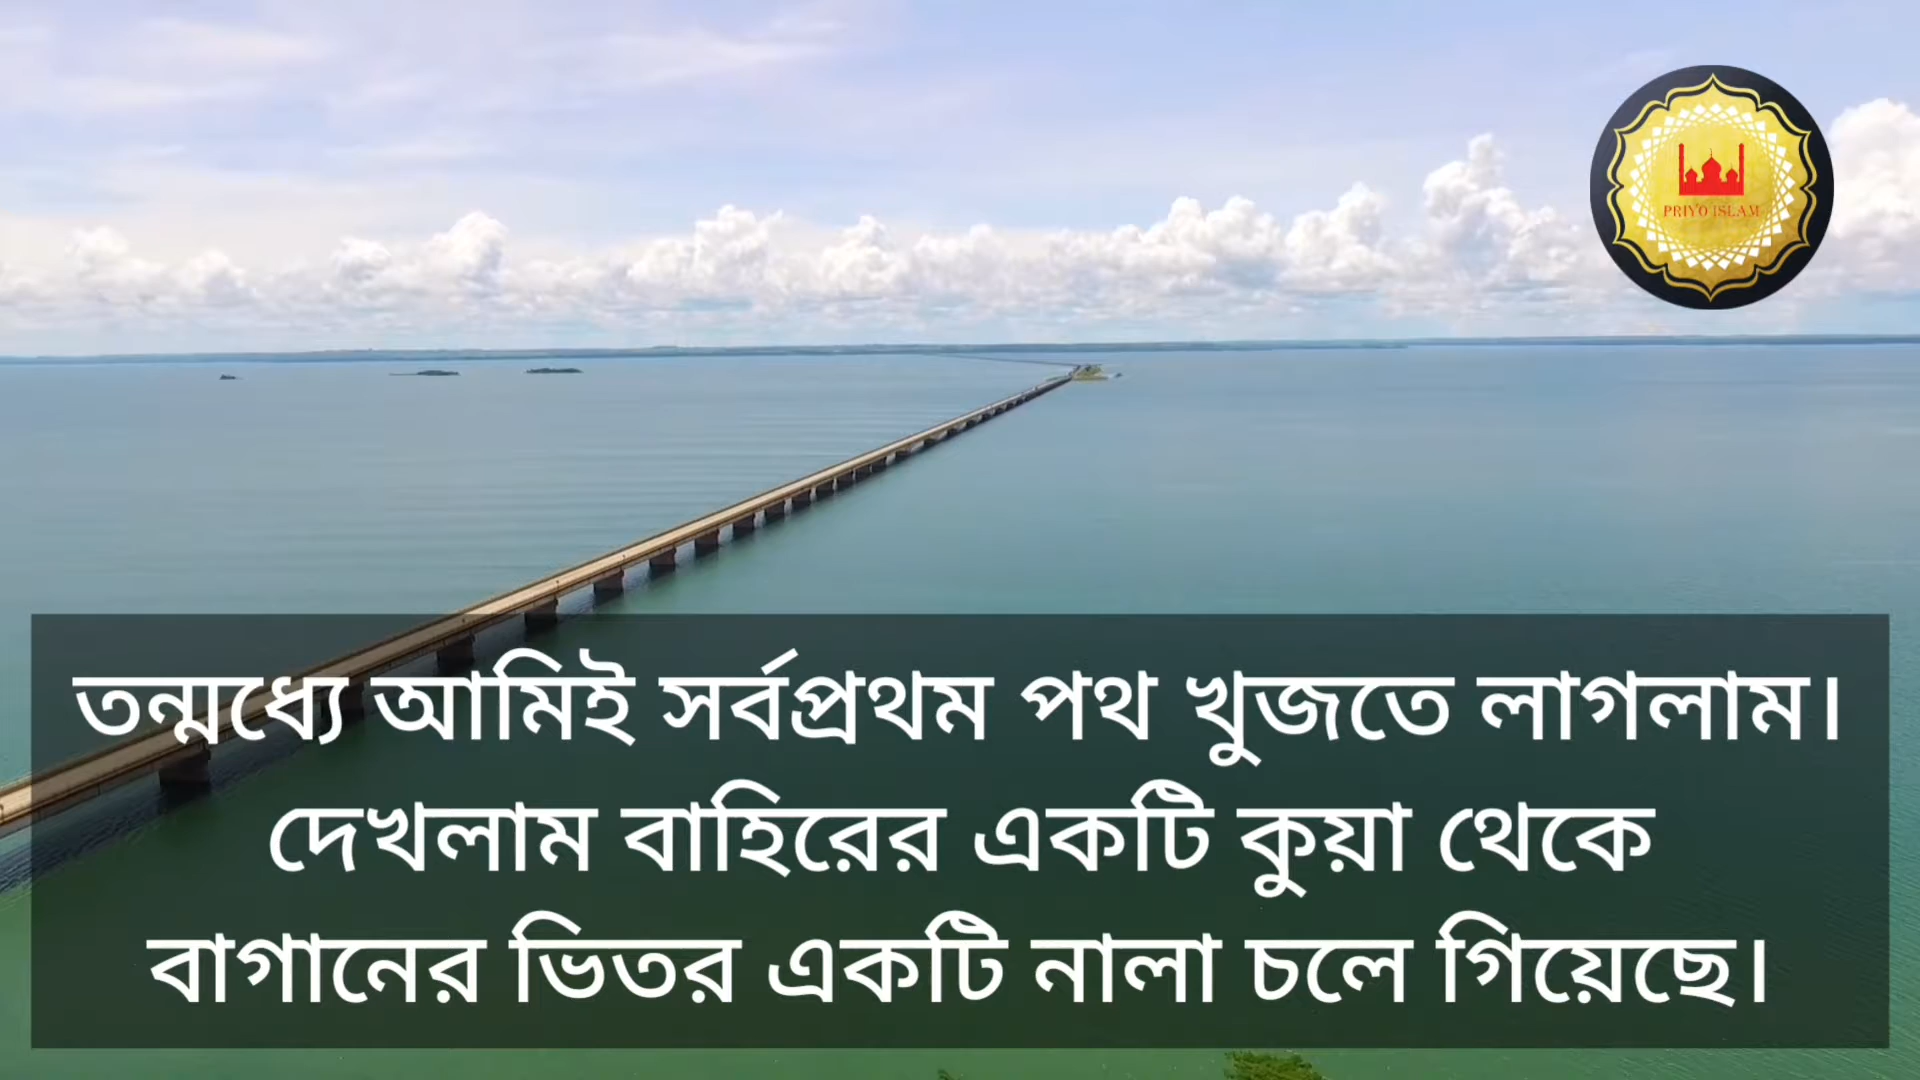 PRIYO ISLAM
তন্মধ্যে আমিই সর্বপ্রথম পথ খুজতে লাগলাম।
দেখলাম বাহিরের একটি কুয়া থেকে
বাগানের ভিতর একটি নালা চলে গিয়েছে।